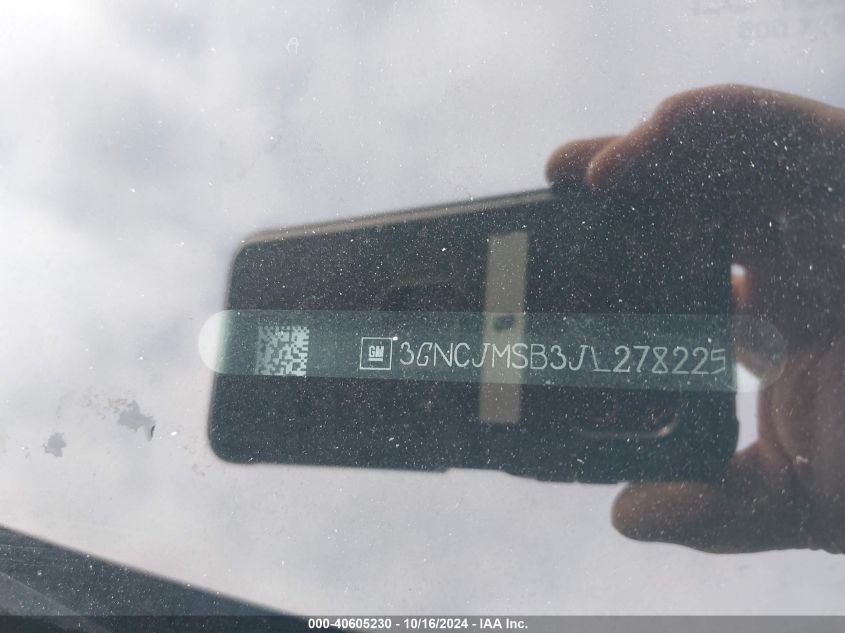 GM 3GNCJMSB3JL278225
000-40605230 - 10/16/2024 - IAA Inc.